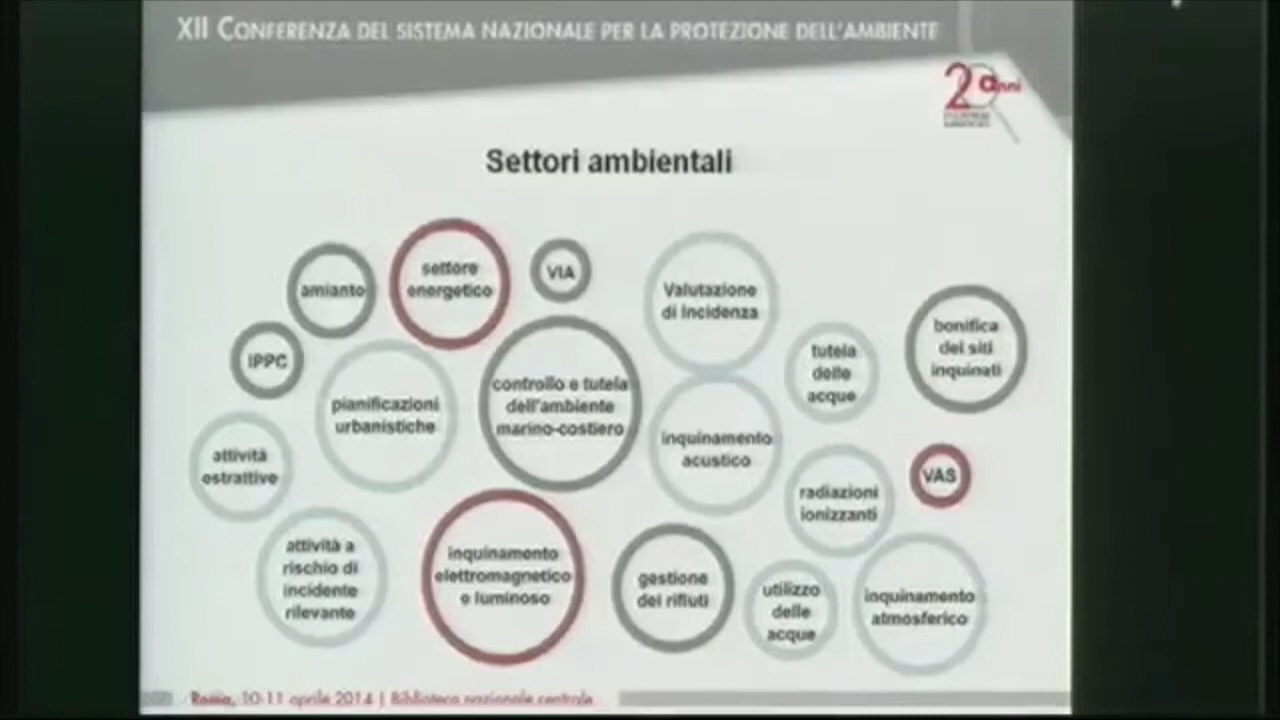 XII CONFERENZA DEL SISTEMA NAZIONALE PER LA PROTEZIONE DELL'AMBIENTE
20 anni
Settori ambientali
amianto
settore
energetico
VIA
Valutazione
di Incidenza
bonifica
dei siti
inquinati
IPPC
pianificazioni
urbanistiche
controllo e tutela
dell'ambiente
marino-costiero
tutela
delle
acque
inquinamento
acustico
attività
estrattive
radiazioni
ionizzanti
VAS
attività a
rischio di
incidente
rilevante
inquinamento
elettromagnetico
e luminoso
gestione
dei rifiuti
utilizzo
delle
acque
inquinamento
atmosferico
Roma, 10-11 aprile 2014 | Biblioteca nazionale centrale